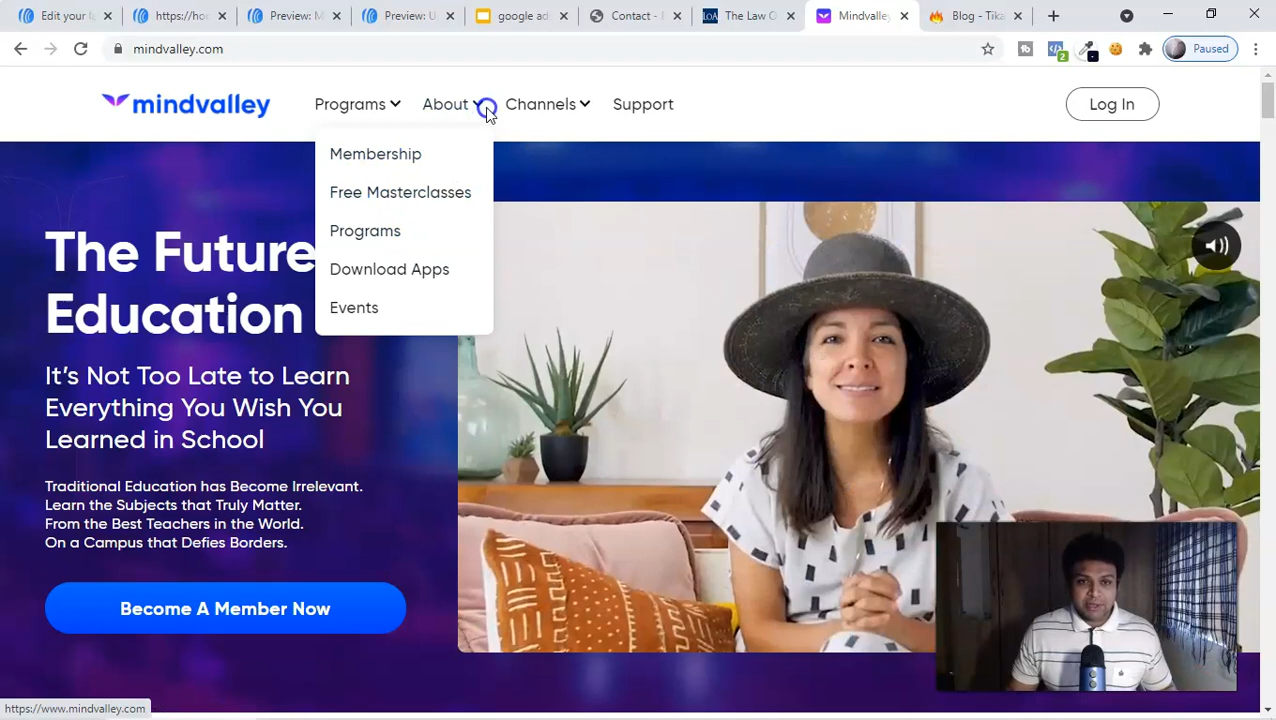 Edit your l
https://ho
Preview: M
Preview: U
google ad
Contact - E
LoA The Law O
Mindvalley
Blog - Tika
mindvalley.com
2
Paused
mindvalley
Programs
About
Channels
Support
Log In
Membership
Free Masterclasses
Programs
Download Apps
Events
The Future
Education
It's Not Too Late to Learn
Everything You Wish You
Learned in School
Traditional Education has Become Irrelevant.
Learn the Subjects that Truly Matter.
From the Best Teachers in the World.
On a Campus that Defies Borders.
Become A Member Now
https://www.mindvalley.com